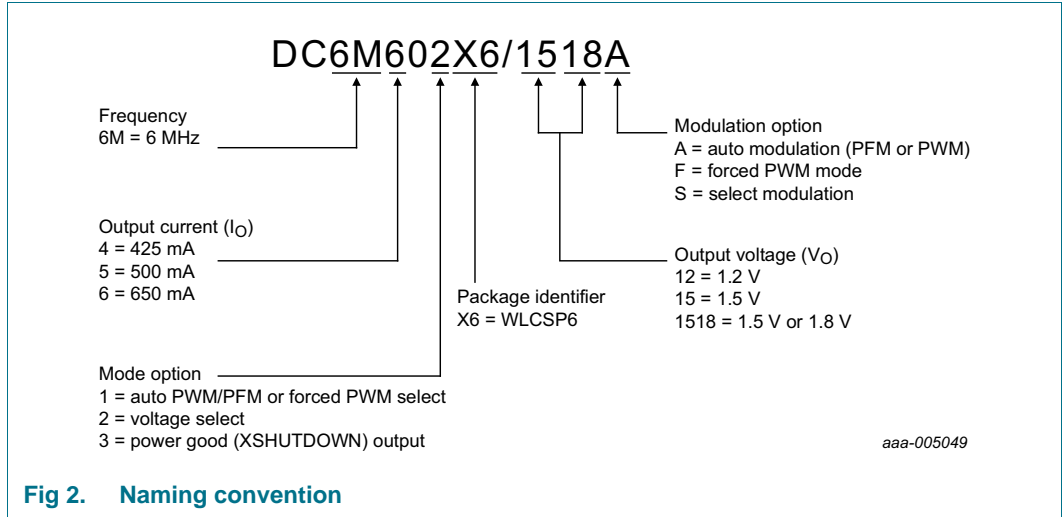 DC6M602X6/1518A
Frequency
6M = 6 MHz
Output current (IO)
4 = 425 mA
5 = 500 mA
6 = 650 mA
Mode option
1 = auto PWM/PFM or forced PWM select
2 = voltage select
3 = power good (XSHUTDOWN) output
Package identifier
X6 = WLCSP6
Modulation option
A = auto modulation (PFM or PWM)
F = forced PWM mode
S = select modulation
Output voltage (VO)
12 = 1.2 V
15 = 1.5 V
1518 = 1.5 V or 1.8 V
aaa-005049
Fig 2. Naming convention